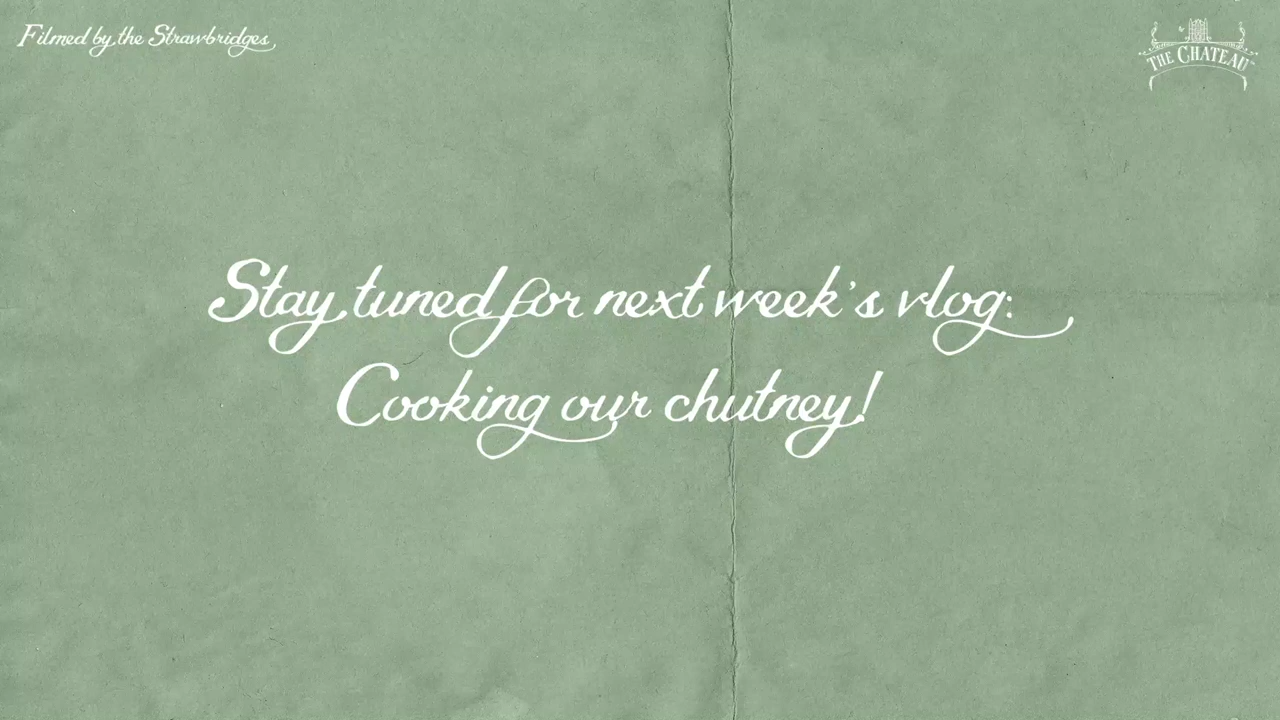 Filmed by the Strawbridges
THE CHATEAU
Stay tuned for next week's vlog:
Cooking our chutney!